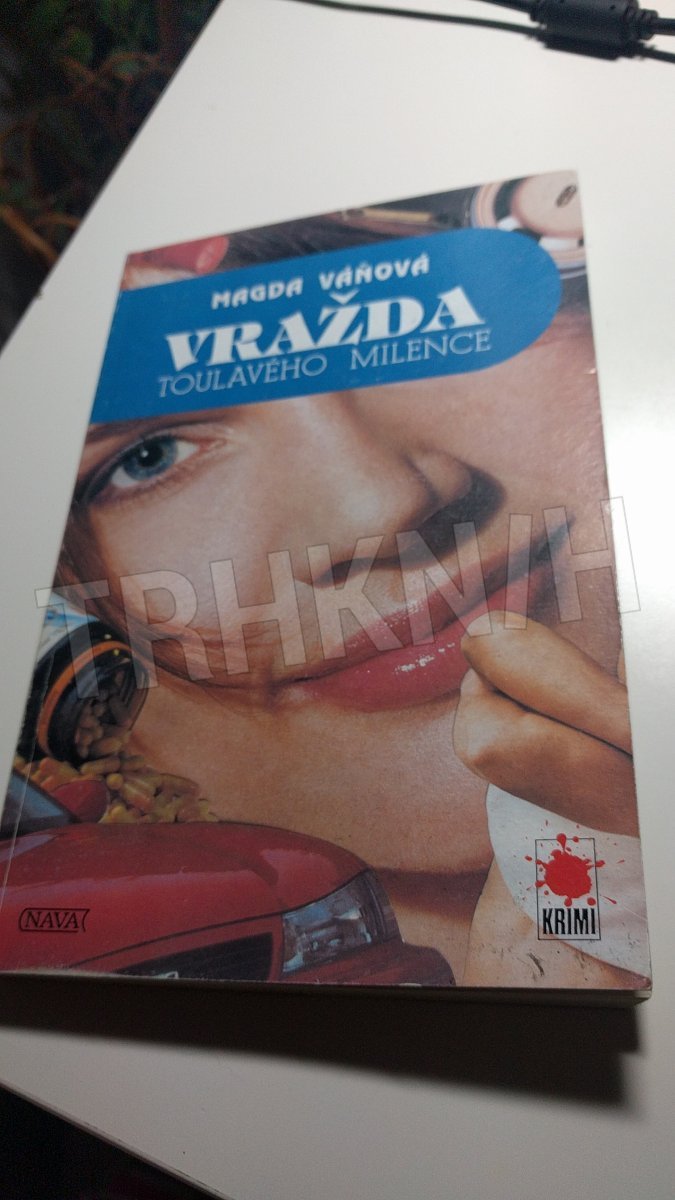 MAGDA VÁŇOVÁ
VRAŽDA
TOULAVÉHO MILENCE
TRHKNIH
NAVA
KRIMI